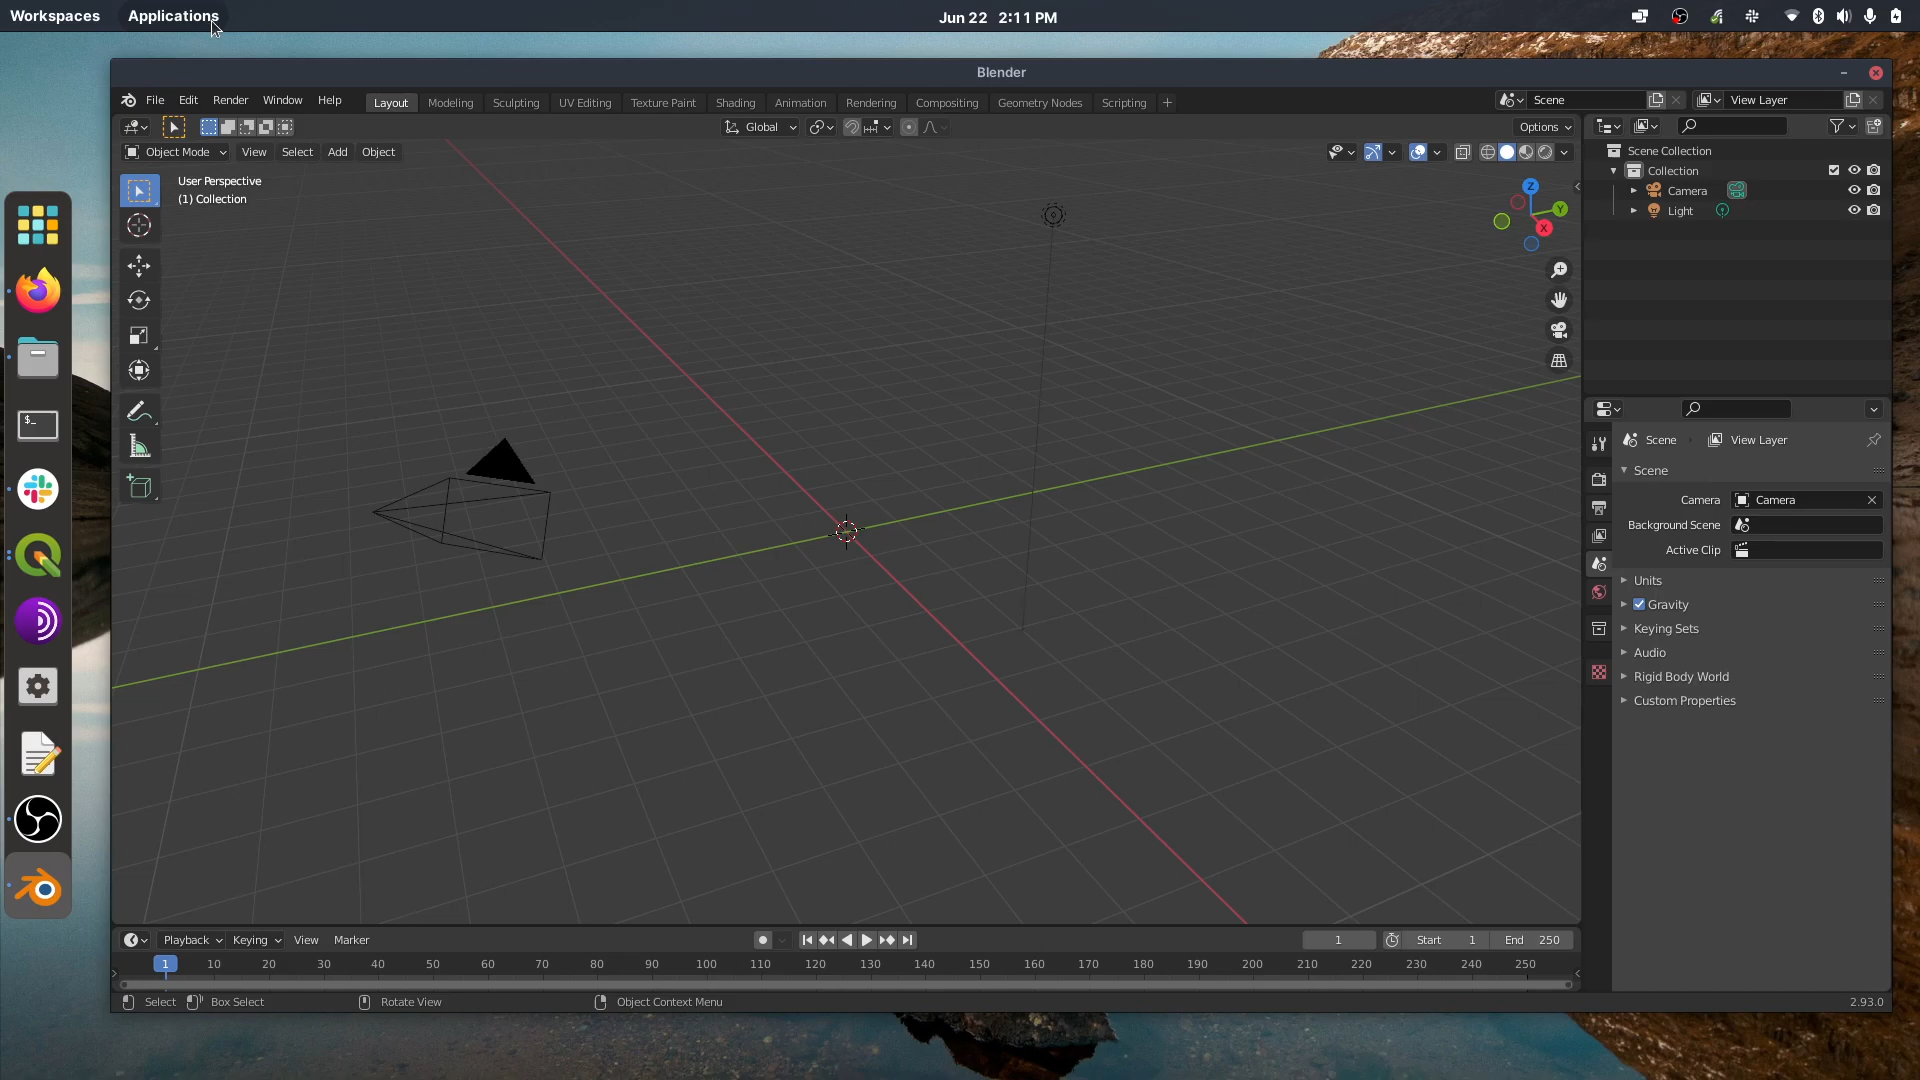 Workspaces Applications Jun 22 2:11 PM
Blender
File Edit Render Window Help Layout Modeling Sculpting UV Editing Texture Paint Shading Animation Rendering Compositing Geometry Nodes Scripting + Scene View Layer
Global Options
Object Mode View Select Add Object
User Perspective
(1) Collection
Z
Y
X
Scene Collection
Collection
Camera
Light
Scene View Layer
Scene
Camera Camera
Background Scene
Active Clip
Units
Gravity
Keying Sets
Audio
Rigid Body World
Custom Properties
$_
Playback Keying View Marker 1 Start 1 End 250
1 10 20 30 40 50 60 70 80 90 100 110 120 130 140 150 160 170 180 190 200 210 220 230 240 250
Select Box Select Rotate View Object Context Menu 2.93.0